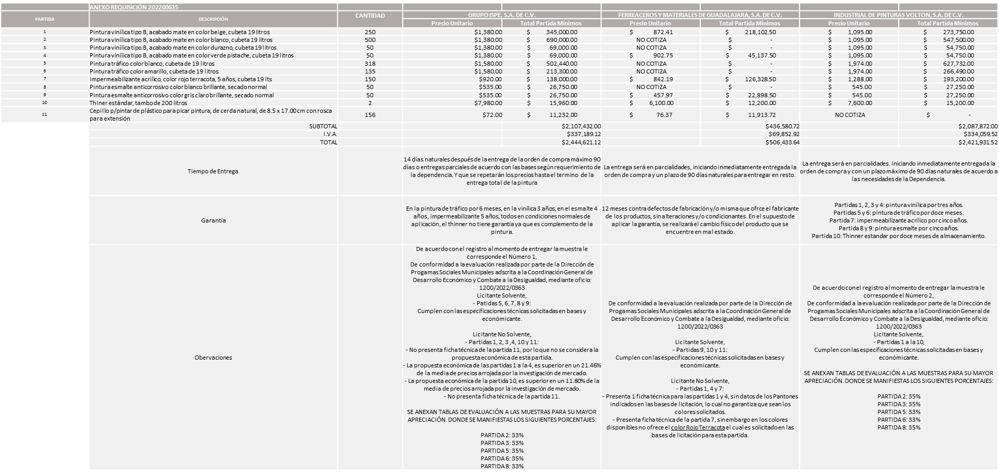 ANEXO REQUISICIÓN 202200635
PARTIDA DESCRIPCIÓN CANTIDAD GRUPO ISPE, S.A. DE C.V. FERREACEROS Y MATERIALES DE GUADALAJARA, S.A. DE C.V. INDUSTRIAL DE PINTURAS VOLTON, S.A. DE C.V.
Precio Unitario Total Partida Mínimos Precio Unitario Total Partida Mínimos Precio Unitario Total Partida Mínimos
1 Pintura vinílica tipo B, acabado mate en color beige, cubeta 19 litros 250 $1,380.00 $ 345,000.00 $ 872.41 $ 218,102.50 $ 1,095.00 $ 273,750.00
2 Pintura vinílica tipo B, acabado mate en color blanco, cubeta 19 litros 500 $1,380.00 $ 690,000.00 NO COTIZA $ - $ 1,095.00 $ 547,500.00
3 Pintura vinílica tipo B, acabado mate en color durazno, cubeta 19 litros 50 $1,380.00 $ 69,000.00 NO COTIZA $ - $ 1,095.00 $ 54,750.00
4 Pintura vinílica tipo B, acabado mate en color verde pistache, cubeta 19 litros 50 $1,380.00 $ 69,000.00 $ 902.75 $ 45,137.50 $ 1,095.00 $ 54,750.00
5 Pintura tráfico color blanco, cubeta de 19 litros 318 $1,580.00 $ 502,440.00 NO COTIZA $ - $ 1,974.00 $ 627,732.00
6 Pintura tráfico color amarillo, cubeta de 19 litros 135 $1,580.00 $ 213,300.00 NO COTIZA $ - $ 1,974.00 $ 266,490.00
7 Impermeabilizante acrílico, color rojo terracota, 5 años, cubeta 19 lts 150 $920.00 $ 138,000.00 $ 842.19 $ 126,328.50 $ 1,288.00 $ 193,200.00
8 Pintura esmalte anticorrosivo color blanco brillante, secado normal 50 $535.00 $ 26,750.00 NO COTIZA $ - $ 545.00 $ 27,250.00
9 Pintura esmalte anticorrosivo color gris claro brillante, secado normal 50 $535.00 $ 26,750.00 $ 457.97 $ 22,898.50 $ 545.00 $ 27,250.00
10 Thiner estándar, tambo de 200 litros 2 $7,980.00 $ 15,960.00 $ 6,100.00 $ 12,200.00 $ 7,600.00 $ 15,200.00
11 Cepillo p/pintar de plástico para picar pintura, de cerda natural, de 8.5 x 17.00 cm con rosca
para extensión 156 $72.00 $ 11,232.00 $ 76.37 $ 11,913.72 NO COTIZA $ -
SUBTOTAL $2,107,432.00 $436,580.72 $2,087,872.00
I.V.A. $337,189.12 $69,852.92 $334,059.52
TOTAL $2,444,621.12 $506,433.64 $2,421,931.52
Tiempo de Entrega
14 días naturales después de la entrega de la orden de compra máximo 90
días o entregas parciales de acuerdo con las bases según requerimiento de
la dependencia. Y que se repetarán los precios hasta el termino de la
entrega total de la pintura
La entrega será en parcialidades, iniciando inmediatamente entregada la
orden de compra y un plazo de 90 días naturales para entregar en resto.
La entrega será en parcialidades. Iniciando inmediatamente entregada la
orden de compra y con un plazo máximo de 90 días naturales de acuerdo a
las necesidades de la Dependencia.
Garantía
En la pintura de tráfico por 6 meses, en la vinílica 3 años, en el esmalte 4
años, impermeabilizante 5 años, todos en condiciones normales de
aplicación, el thinner no tiene garantía ya que es complemento de la
pintura.
12 meses contra defectos de fabricación y/o misma que ofrce el fabricante
de los productos, sin alteraciones y/o condicionantes. En el supuesto de
aplicar la garantía, se realizará el cambio físico del producto que se
encuentre en mal estado.
Partidas 1, 2, 3 y 4: pintura vinílica por tres años.
Partidas 5 y 6: pintura de tráfico por doce meses.
Partida 7: impermeabilizante acrílico por cinco años.
Partida 8 y 9: pintura esmalte por cinco años.
Partida 10: Thinner estandar por doce meses de almacenamiento.
Obervaciones
De acuerdo con el registro al momento de entregar la muestra le
corresponde el Número 1,
De conformidad a la evaluación realizada por parte de la Dirección de
Progamas Sociales Municipales adscrita a la Coordinación General de
Desarrollo Económico y Combate a la Desigualdad, mediante oficio:
1200/2022/0363
Licitante Solvente,
- Patidas 5, 6, 7, 8 y 9:
Cumplen con las especificaciones técnicas solicitadas en bases y
económicante.
Licitante No Solvente,
- Partidas 1, 2, 3 ,4, 10 y 11:
- No presenta ficha técnica de la partida 11, por lo que no se considera la
propuesta económica de esta partida.
- La propuesta económica de las partidas 1 a la 4, es superior en un 21.46%
de la media de precios arrojada por la investigación de mercado.
- La propuesta económica de la partida 10, es superior en un 11.80% de la
media de precios arrojada por la investigación de mercado.
- No presenta ficha técnica de la partida 11.
SE ANEXAN TABLAS DE EVALUACIÓN A LAS MUESTRAS PARA SU MAYOR
APRECIACIÓN. DONDE SE MANIFIESTAS LOS SIGUIENTES PORCENTAJES:
PARTIDA 2: 33%
PARTIDA 3: 33%
PARTIDA 5: 35%
PARTIDA 6: 35%
PARTIDA 8: 33%
De conformidad a la evaluación realizada por parte de la Dirección de
Progamas Sociales Municipales adscrita a la Coordinación General de
Desarrollo Económico y Combate a la Desigualdad, mediante oficio:
1200/2022/0363
Licitante Solvente,
- Partidas 9, 10 y 11:
Cumplen con las especificaciones técnicas solicitadas en bases y
económicante.
Licitante No Solvente,
- Partidas 1, 4 y 7:
- Presenta 1 ficha técnica para las partidas 1 y 4, sin datos de los Pantones
indicados en las bases de licitación, lo cual no garantiza que sean los
colores solicitados.
- Presenta ficha técnica de la partida 7, sin embargo en los colores
disponibles no ofrece el color Rojo Terracota el cual es solicitado en las
bases de licitación para esta partida.
De acuerdo con el registro al momento de entregar la muestra le
corresponde el Número 2,
De conformidad a la evaluación realizada por parte de la Dirección de
Progamas Sociales Municipales adscrita a la Coordinación General de
Desarrollo Económico y Combate a la Desigualdad, mediante oficio:
1200/2022/0363
Licitante Solvente,
- Partidas 1 a la 10,
Cumplen con las especificaciones técnicas solicitadas en bases y
económicante.
SE ANEXAN TABLAS DE EVALUACIÓN A LAS MUESTRAS PARA SU MAYOR
APRECIACIÓN. DONDE SE MANIFIESTAS LOS SIGUIENTES PORCENTAJES:
PARTIDA 2: 35%
PARTIDA 3: 35%
PARTIDA 5: 33%
PARTIDA 6: 33%
PARTIDA 8: 35%